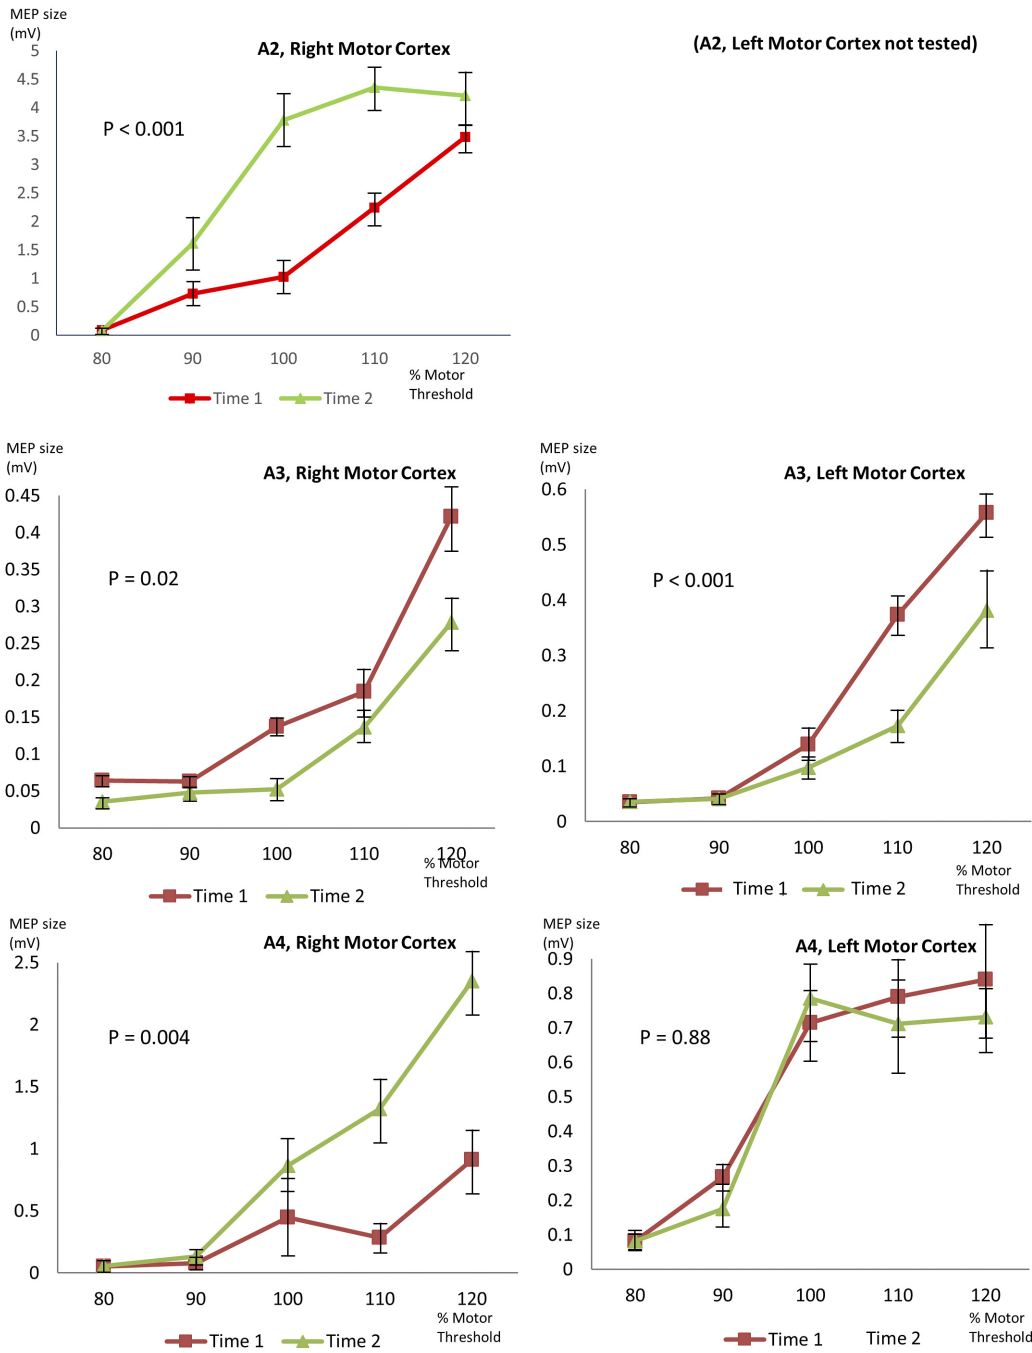 MEP size
(mV)
A2, Right Motor Cortex
(A2, Left Motor Cortex not tested)
5
4.5
4
3.5
3
2.5
2
1.5
1
0.5
0
P < 0.001
80 90 100 110 120
% Motor
Threshold
Time 1 Time 2
MEP size
(mV)
A3, Right Motor Cortex
0.45
0.4
0.35
0.3
0.25
0.2
0.15
0.1
0.05
0
P = 0.02
80 90 100 110 120
% Motor
Threshold
Time 1 Time 2
MEP size
(mV)
A3, Left Motor Cortex
0.6
0.5
0.4
0.3
0.2
0.1
0
P < 0.001
80 90 100 110 120
% Motor
Threshold
Time 1 Time 2
MEP size
(mV)
A4, Right Motor Cortex
2.5
2
1.5
1
0.5
0
P = 0.004
80 90 100 110 120
% Motor
Threshold
Time 1 Time 2
MEP size
(mV)
A4, Left Motor Cortex
0.9
0.8
0.7
0.6
0.5
0.4
0.3
0.2
0.1
0
P = 0.88
80 90 100 110 120
% Motor
Threshold
Time 1 Time 2